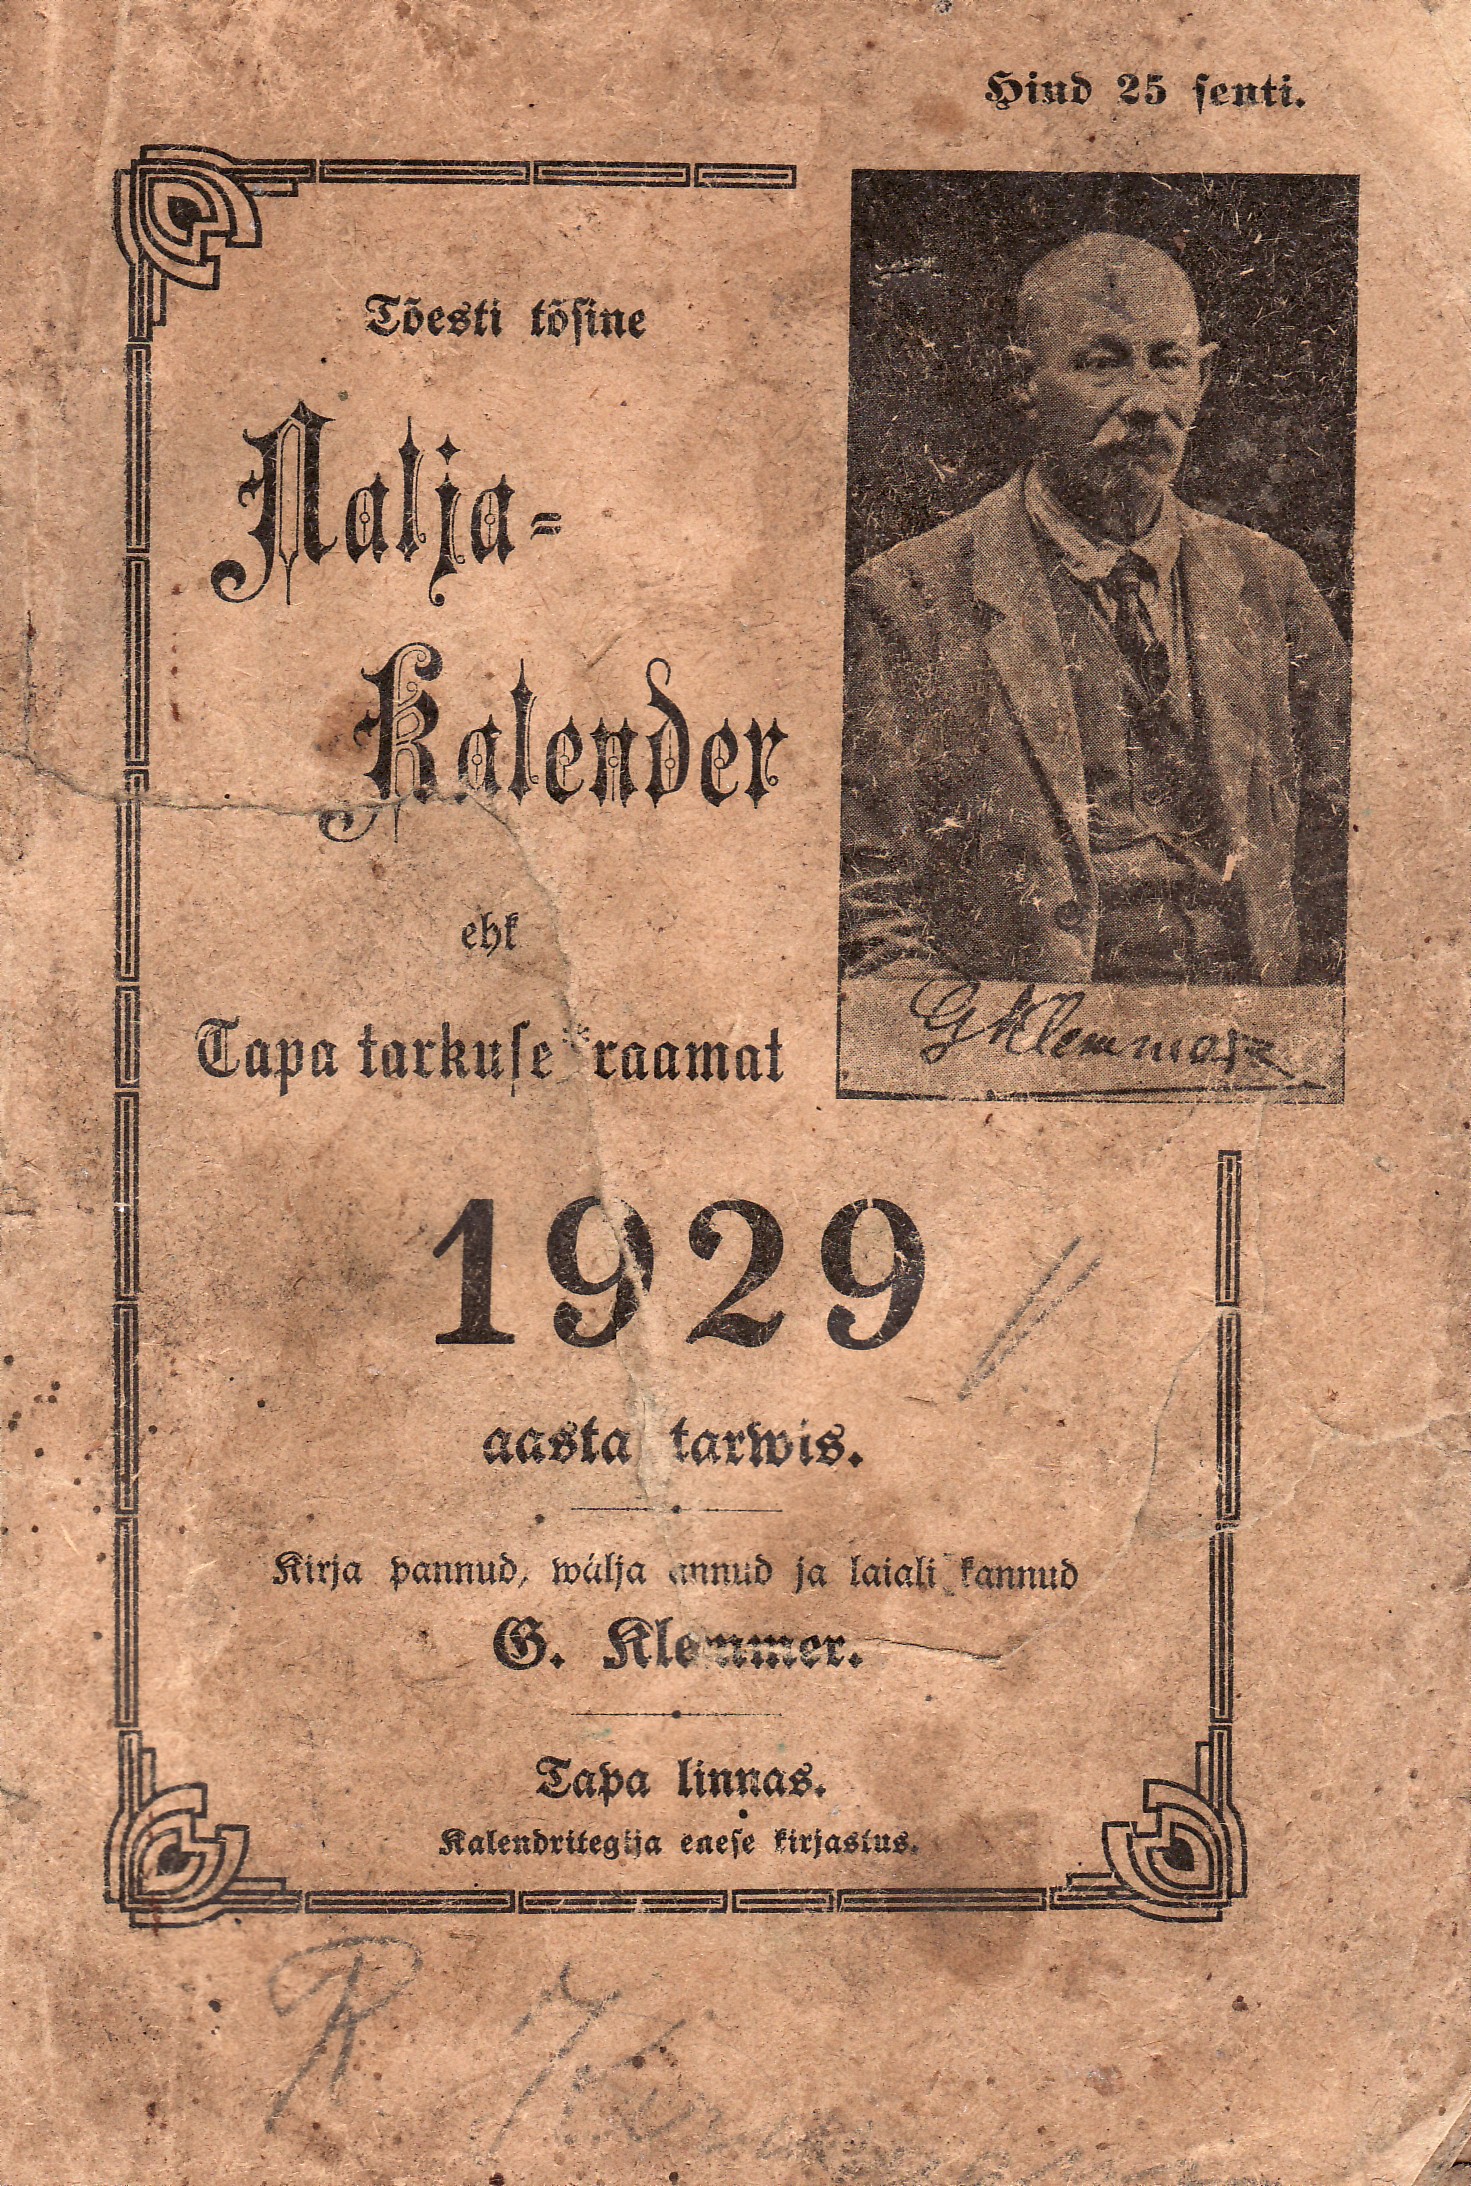 Hind 25 senti.
Tõesti tõsine
Nalja-
Kalender
ehk
Tapa tarkuse raamat
G Klemmer
1929
aasta tarwis.
Kirja pannud, wälja annud ja laiali kannud
G. Klemmer.
Tapa linnas.
Kalendritegija enese kirjastus.